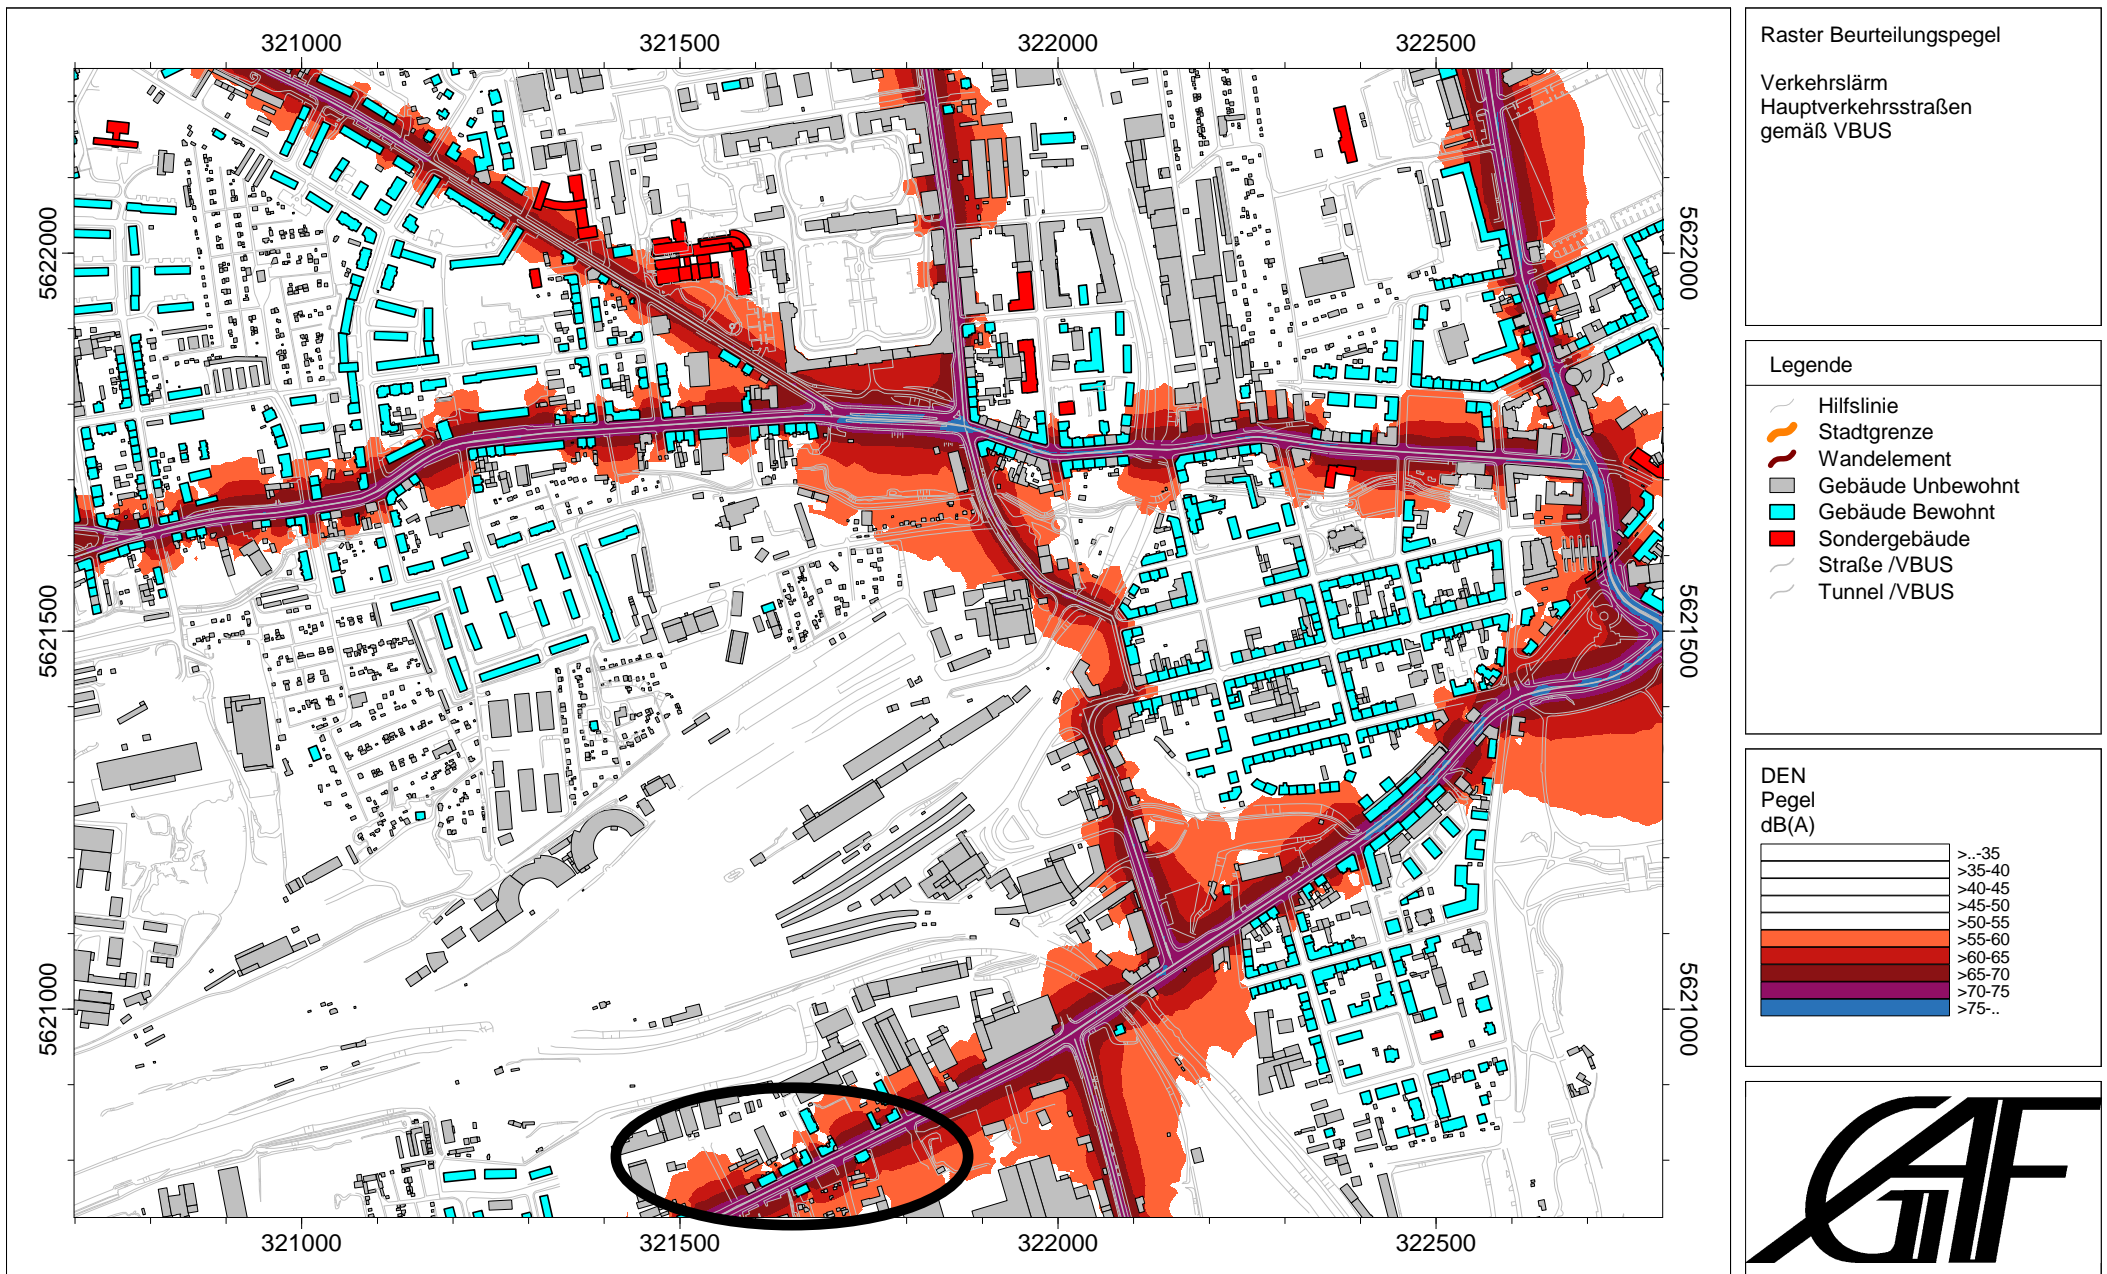 321000 321500 322000 322500
5622000
5621500
5621000
5622000
5621500
5621000
321000 321500 322000 322500
Raster Beurteilungspegel
Verkehrslärm
Hauptverkehrsstraßen
gemäß VBUS
Legende
Hilfslinie
Stadtgrenze
Wandelement
Gebäude Unbewohnt
Gebäude Bewohnt
Sondergebäude
Straße /VBUS
Tunnel /VBUS
DEN
Pegel
dB(A)
>..-35
>35-40
>40-45
>45-50
>50-55
>55-60
>60-65
>65-70
>70-75
>75-..
GAF